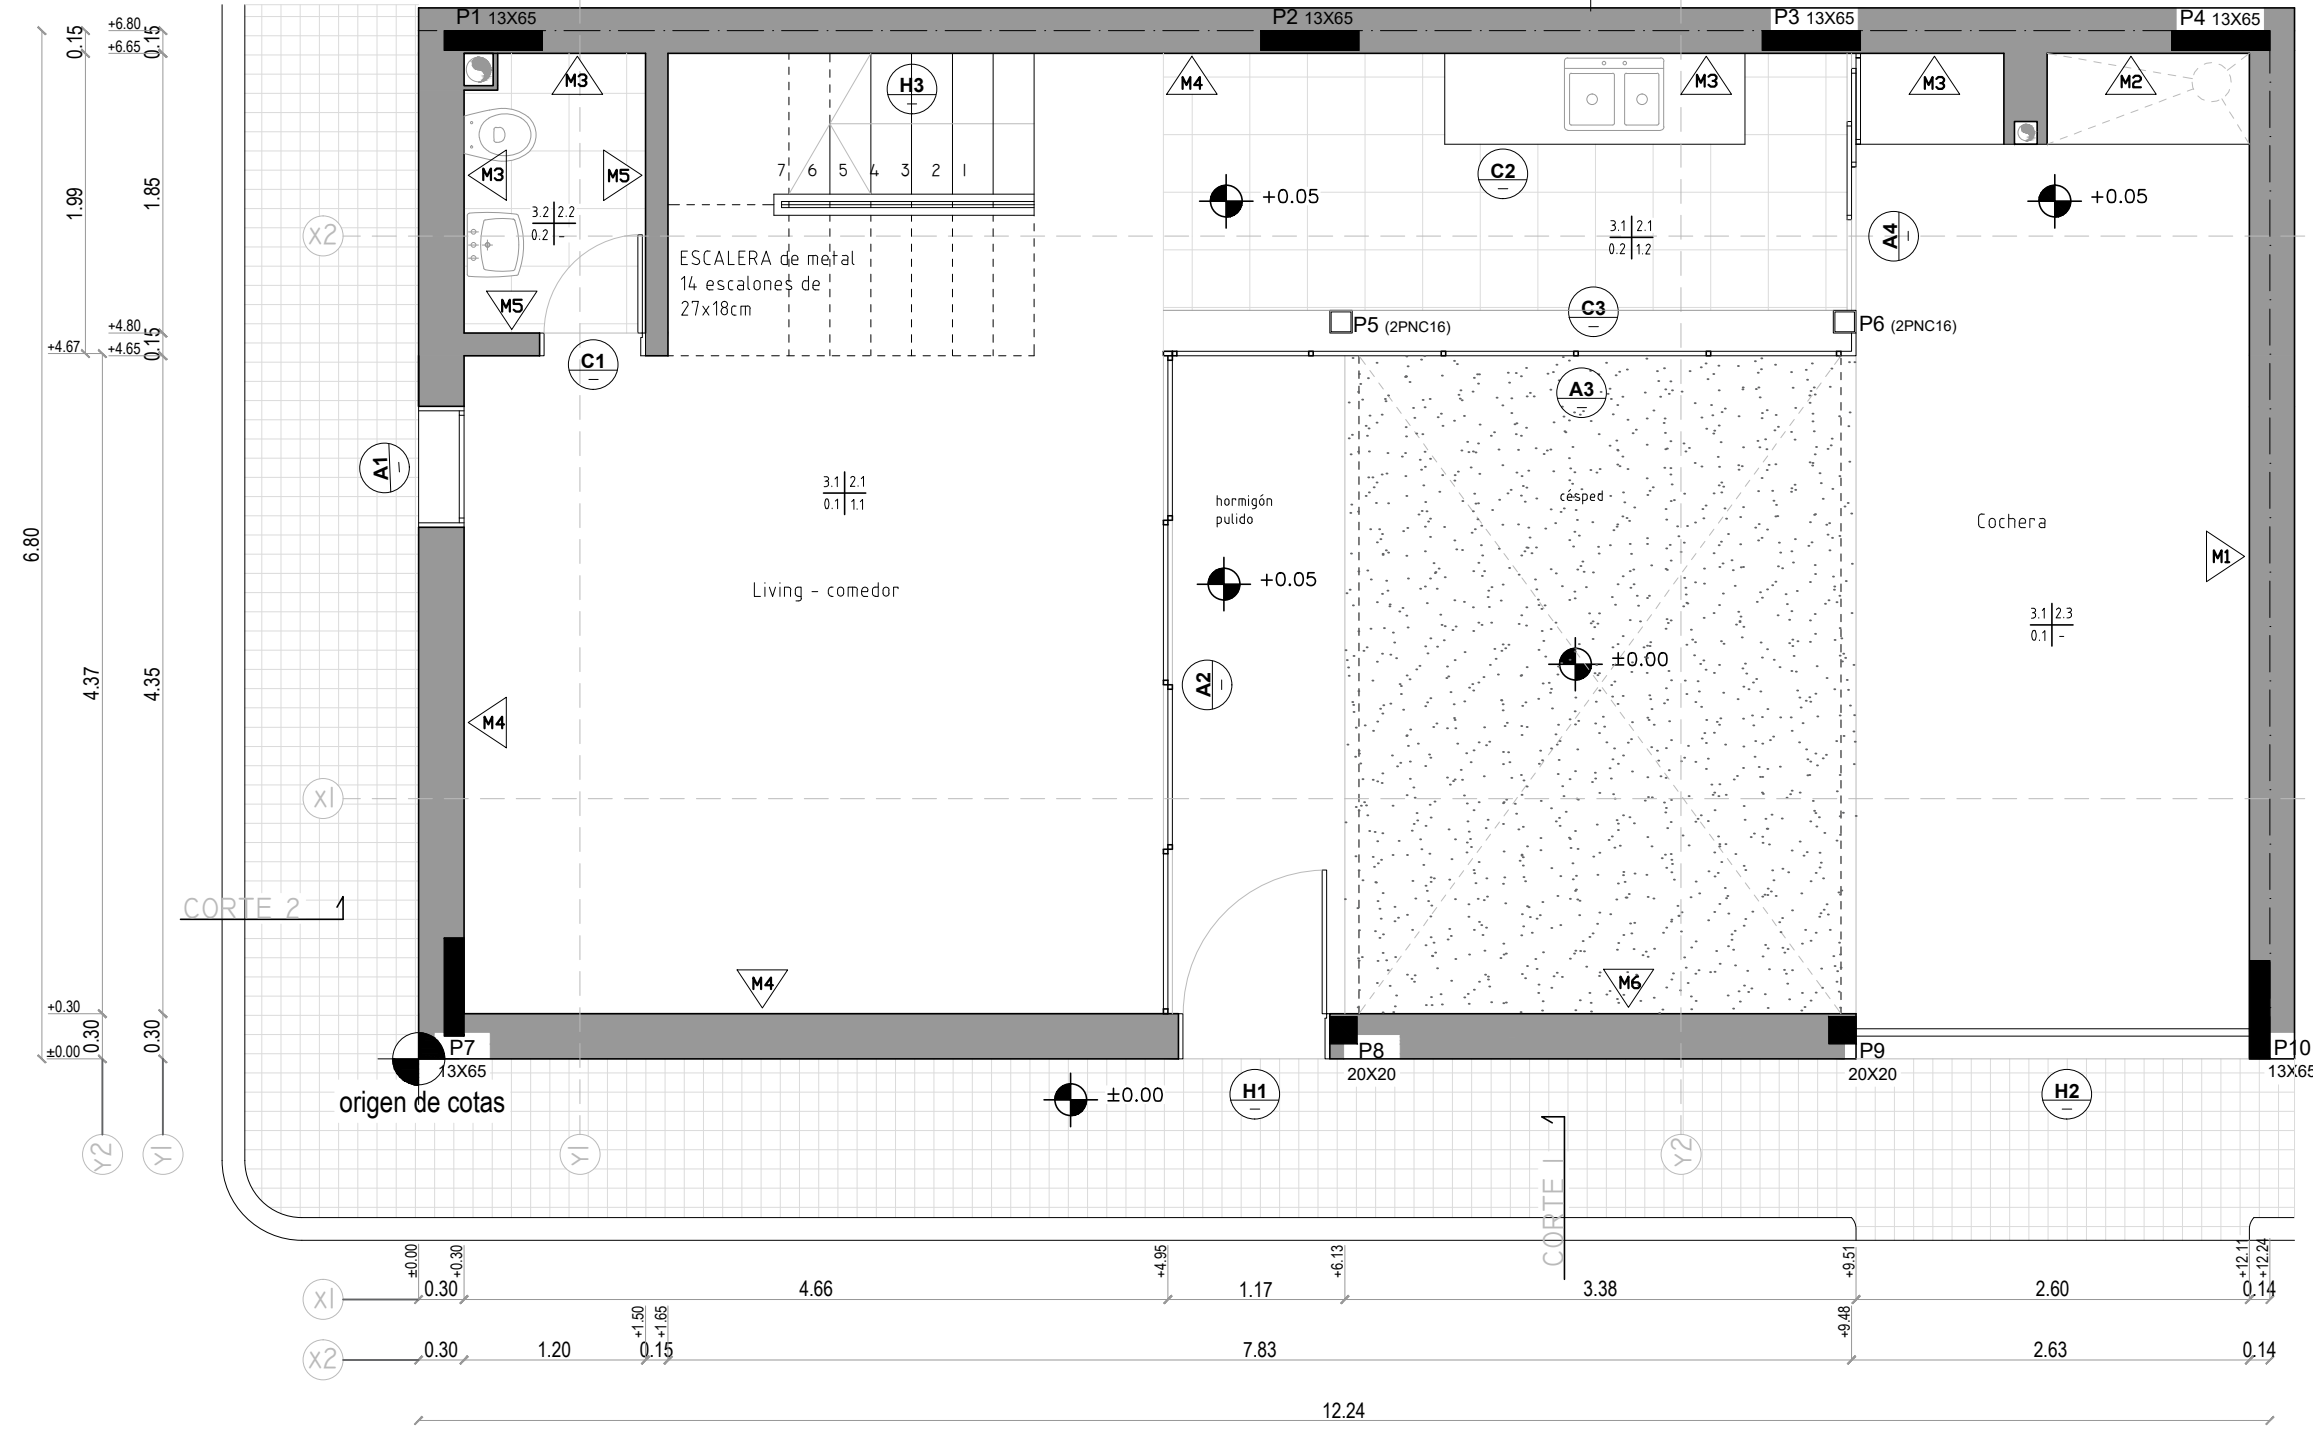 P1 13X65
P2 13X65
P3 13X65
P4 13X65
+6.80
+6.65
0.15
0.15
M3
H3
M4
M3
M3
M2
7 6 5 4 3 2 1
M3
M5
C2
1.99
1.85
+0.05
+0.05
3.2 2.2
0.2 -
3.1 2.1
0.2 1.2
X2
A4
ESCALERA de metal
14 escalones de
27x18cm
M5
C3
P5 (2PNC16)
P6 (2PNC16)
+4.80
+4.67
+4.65
0.15
C1
A3
A1
3.1 2.1
0.1 1.1
hormigón
pulido
césped
Cochera
6.80
M1
+0.05
Living - comedor
3.1 2.3
0.1 -
±0.00
4.37
4.35
A2
M4
X1
CORTE 2
M4
M6
+0.30
±0.00
0.30
0.30
P7
13X65
P8
20X20
P9
20X20
P10
13X65
origen de cotas
±0.00
H1
H2
Y2
Y1
Y1
Y2
CORTE 1
±0.00
+0.30
+4.95
+6.13
+9.51
+12.11
+12.24
X1
0.30
4.66
1.17
3.38
2.60
0.14
+1.50
+1.65
+9.48
X2
0.30
1.20
0.15
7.83
2.63
0.14
12.24